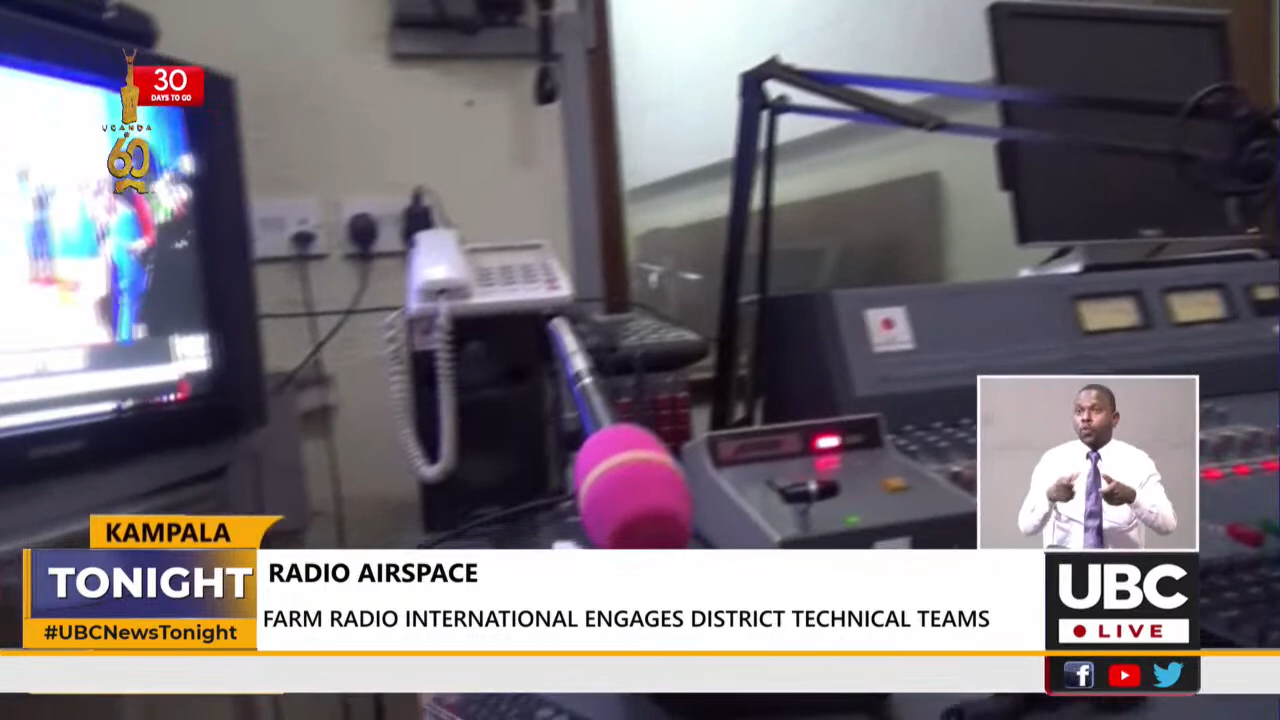 30
DAYS TO GO
UGANDA
60
KAMPALA
TONIGHT
#UBCNewsTonight
RADIO AIRSPACE
FARM RADIO INTERNATIONAL ENGAGES DISTRICT TECHNICAL TEAMS
UBC
LIVE